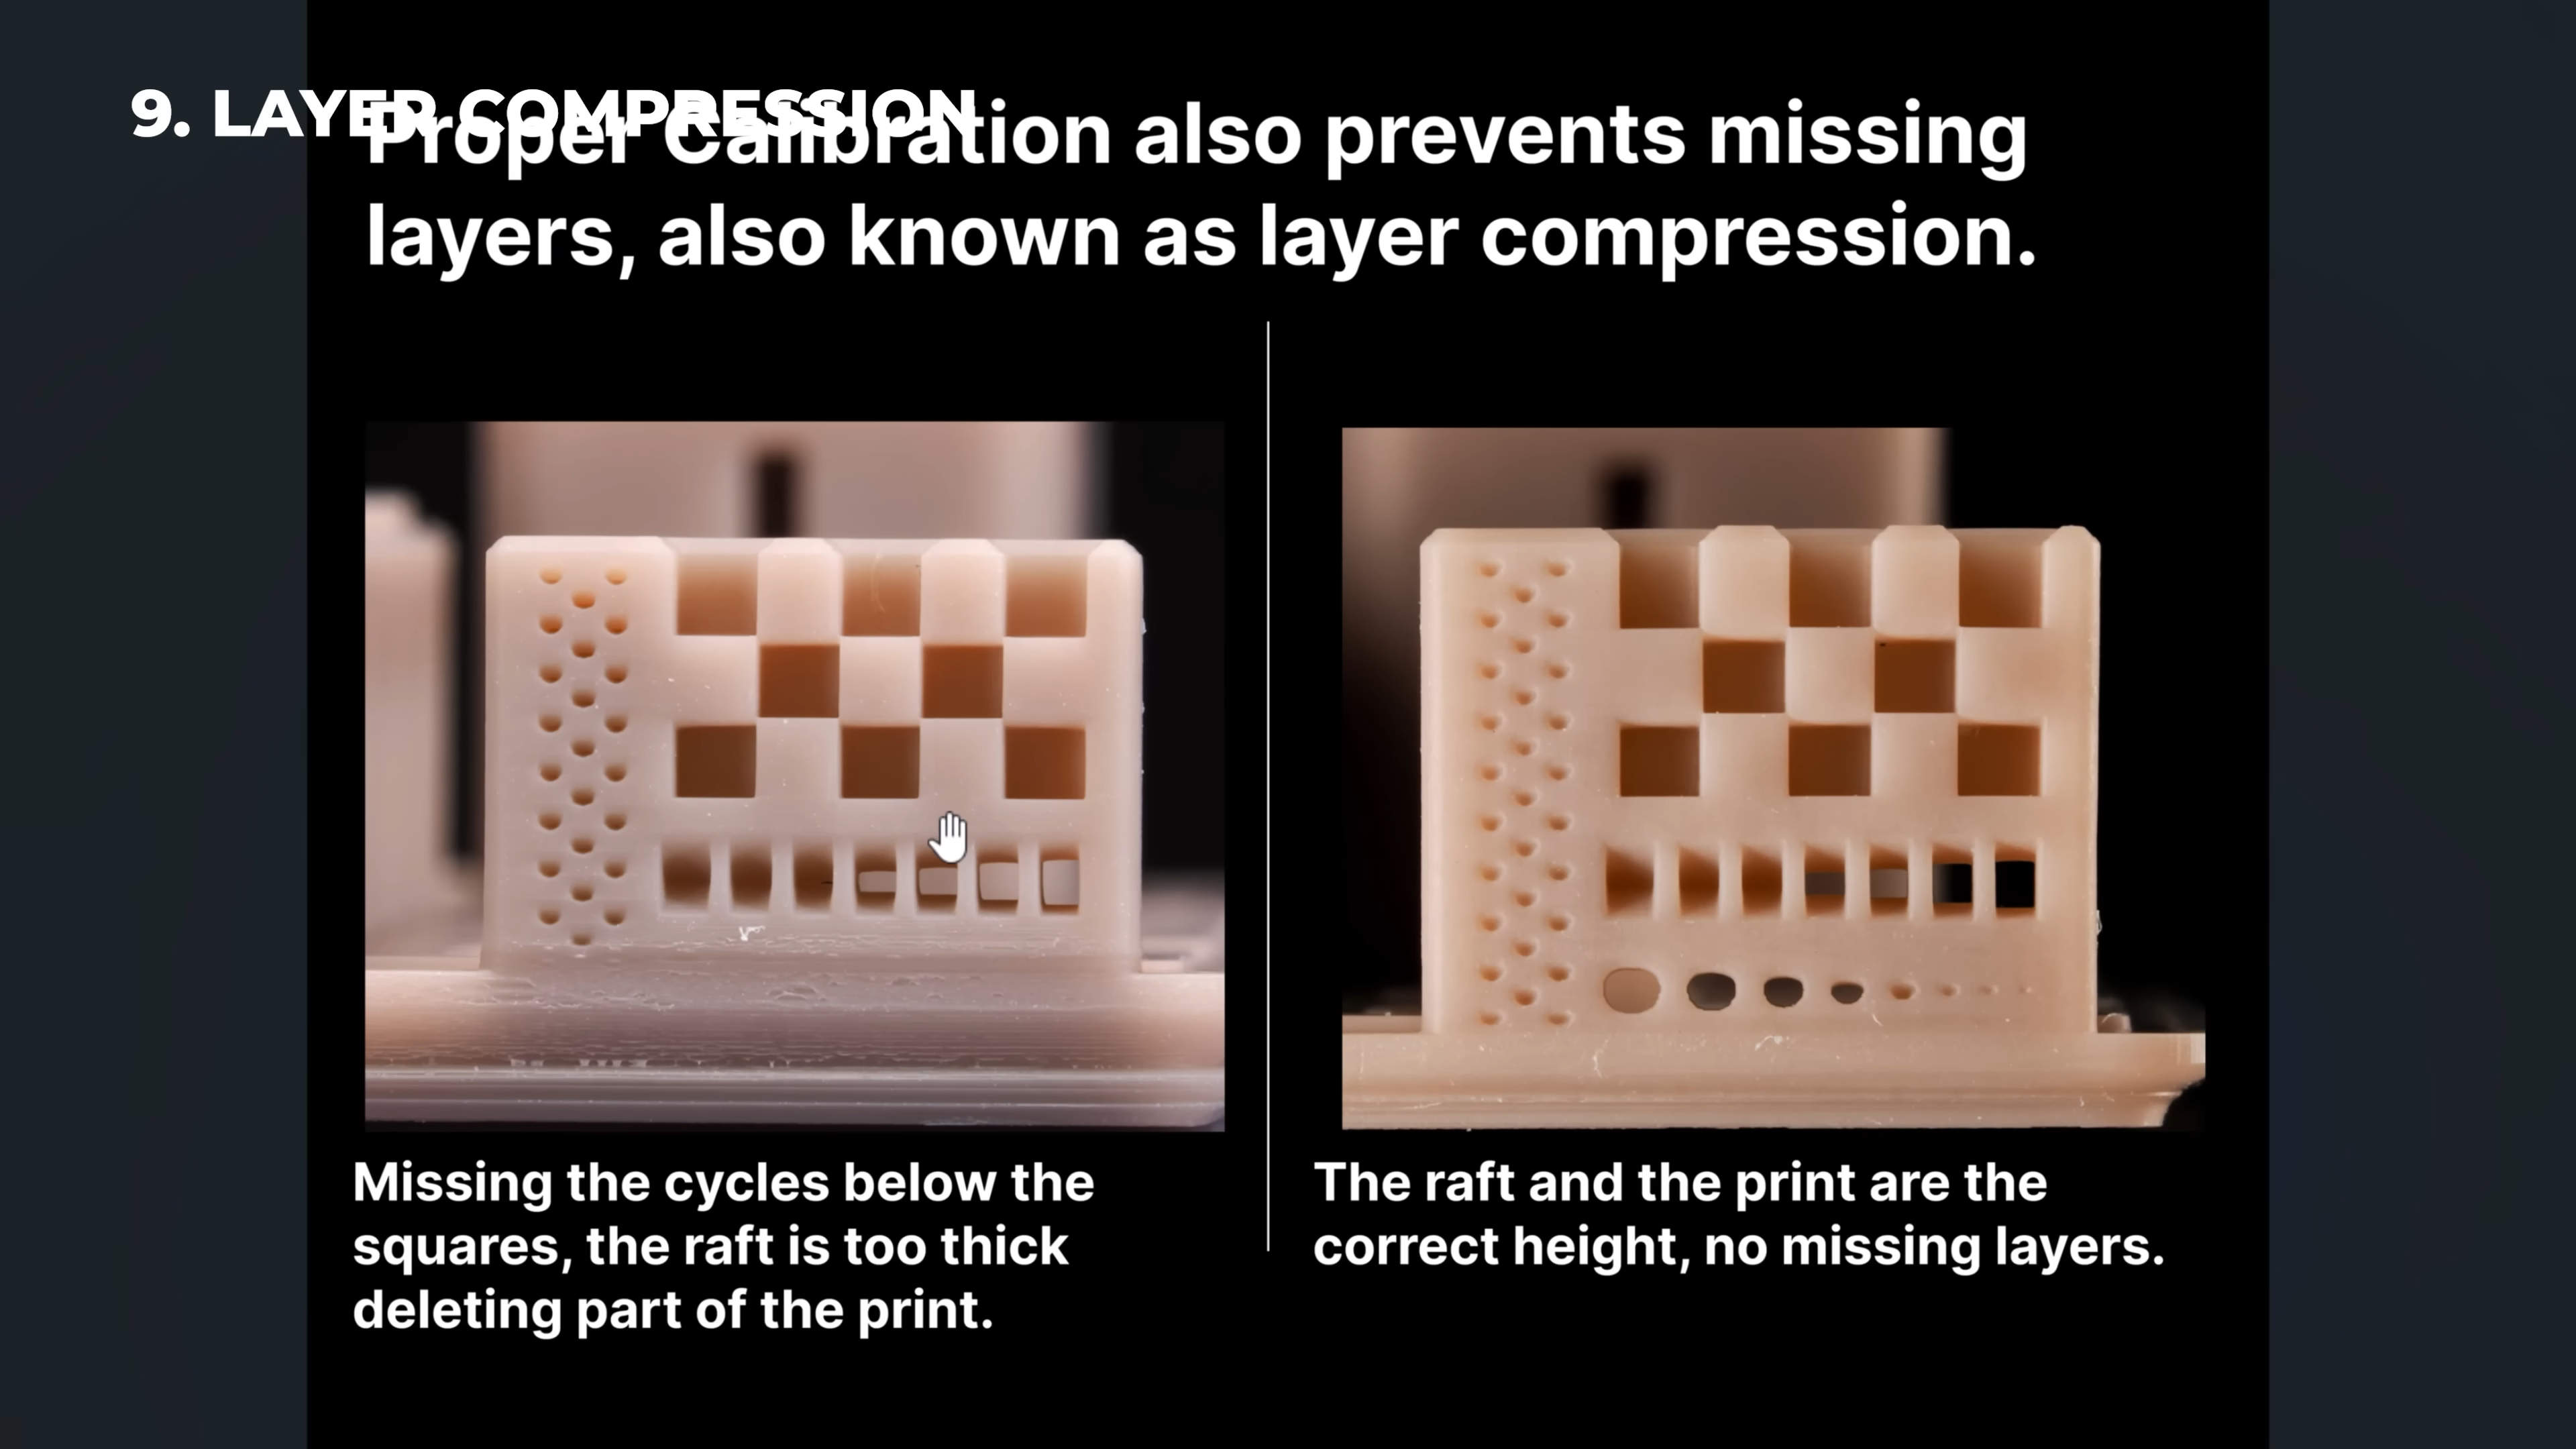 9. LAYER COMPRESSION
Proper Calibration also prevents missing
layers, also known as layer compression.
Missing the cycles below the
squares, the raft is too thick
deleting part of the print.
The raft and the print are the
correct height, no missing layers.